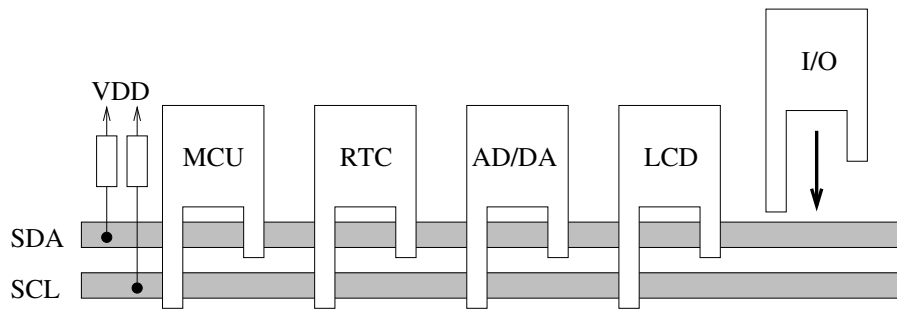 I/O
VDD
MCU
RTC
AD/DA
LCD
SDA
SCL